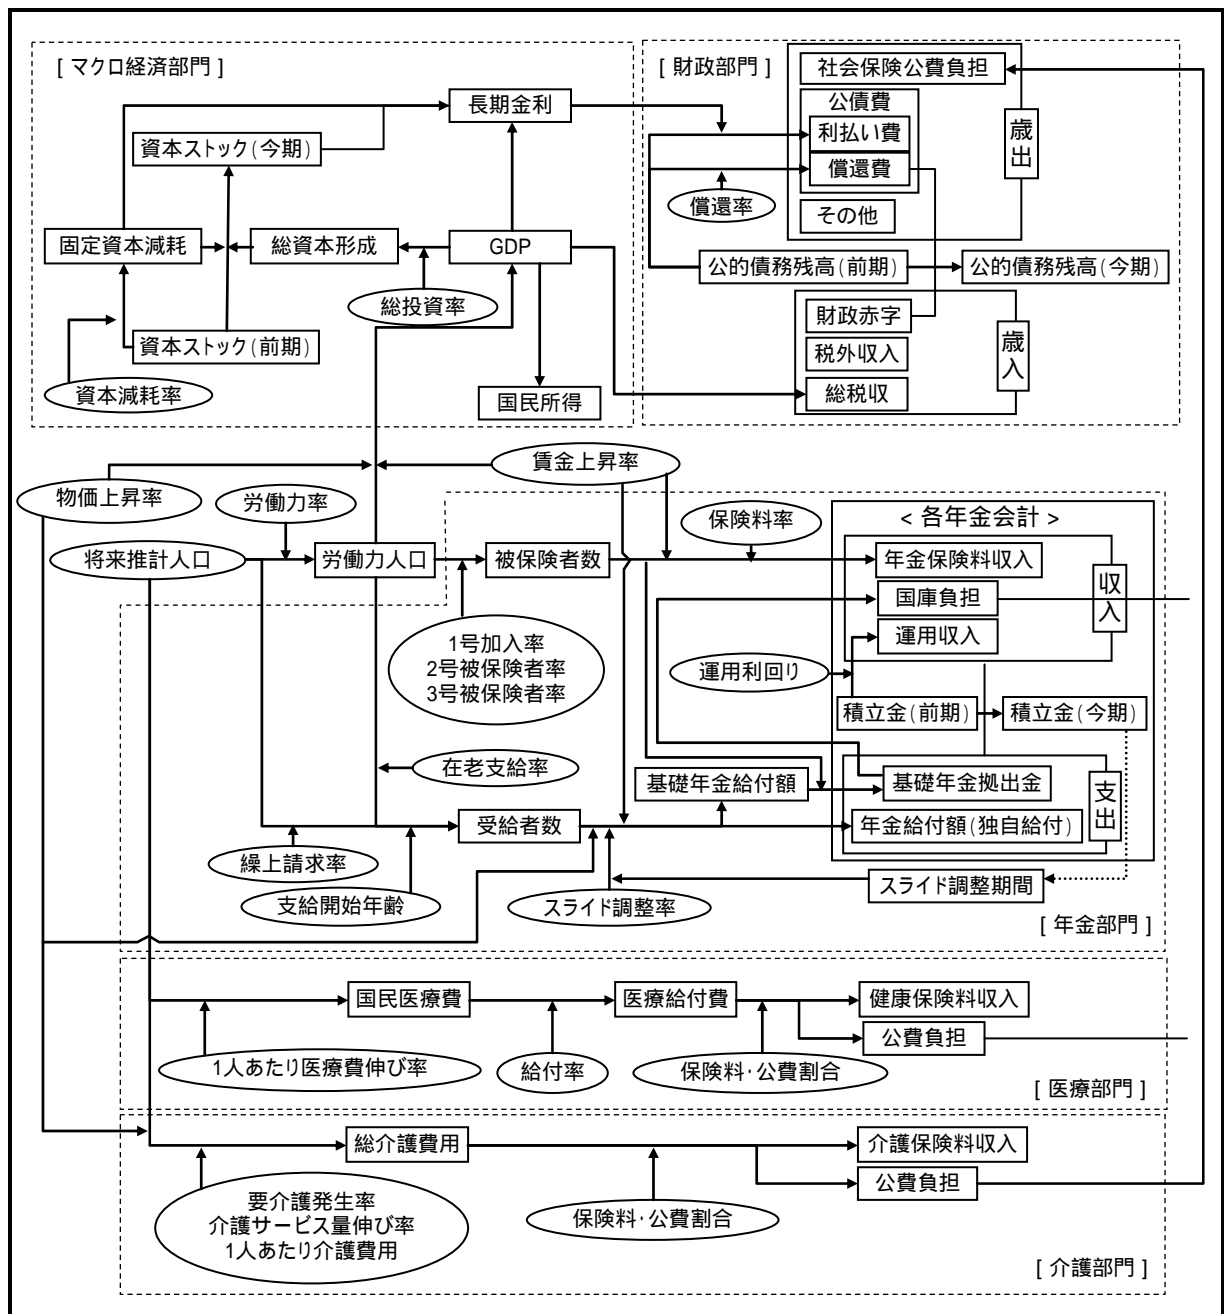 [ マクロ経済部門 ]
長期金利
資本ストック(今期)
固定資本減耗
総資本形成
GDP
総投資率
資本ストック(前期)
資本減耗率
国民所得
[ 財政部門 ]
社会保険公費負担
公債費
利払い費
償還費
歳出
償還率
その他
公的債務残高(前期)
公的債務残高(今期)
財政赤字
税外収入
総税収
歳入
賃金上昇率
物価上昇率
労働力率
将来推計人口
労働力人口
被保険者数
保険料率
< 各年金会計 >
年金保険料収入
国庫負担
運用収入
収入
1号加入率
2号被保険者率
3号被保険者率
運用利回り
積立金(前期)
積立金(今期)
在老支給率
基礎年金給付額
基礎年金拠出金
支出
受給者数
年金給付額(独自給付)
繰上請求率
支給開始年齢
スライド調整率
スライド調整期間
[ 年金部門 ]
国民医療費
医療給付費
健康保険料収入
公費負担
1人あたり医療費伸び率
給付率
保険料・公費割合
[ 医療部門 ]
総介護費用
介護保険料収入
公費負担
要介護発生率
介護サービス量伸び率
1人あたり介護費用
保険料・公費割合
[ 介護部門 ]